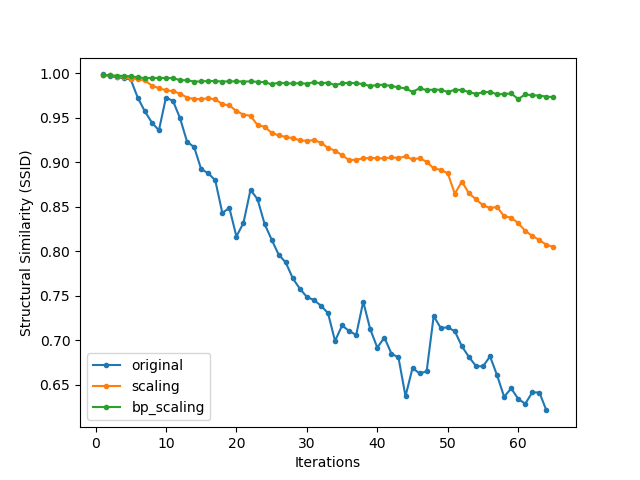 1.00
0.95
0.90
0.85
0.80
0.75
0.70
0.65
Structural Similarity (SSID)
original
scaling
bp_scaling
0 10 20 30 40 50 60
Iterations